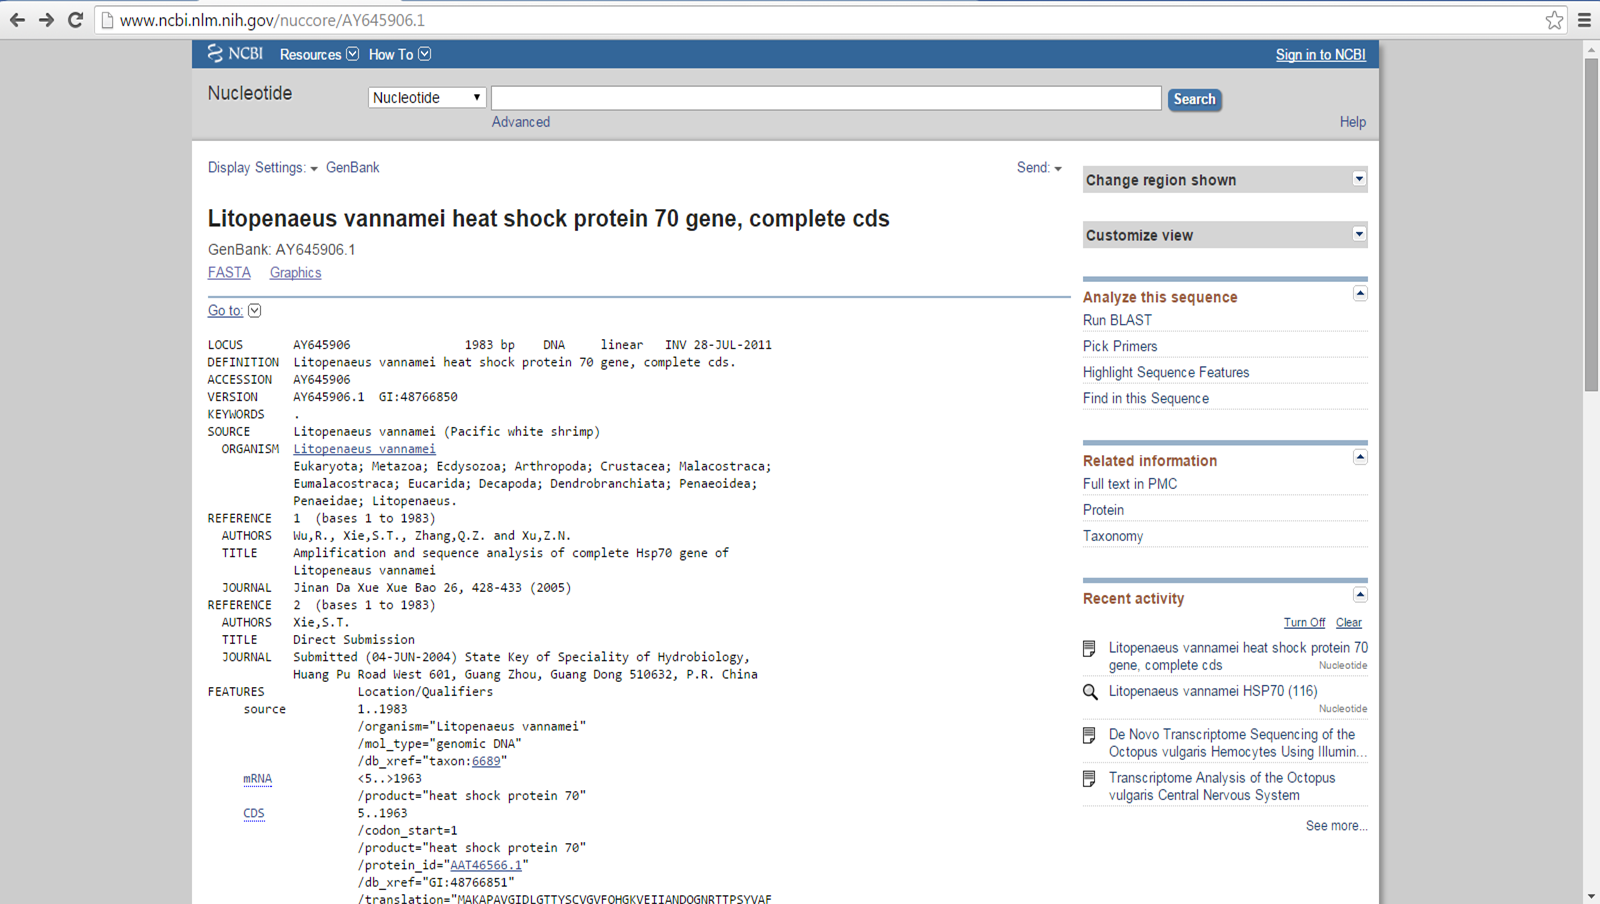 www.ncbi.nlm.nih.gov/nuccore/AY645906.1
NCBI Resources How To Sign in to NCBI
Nucleotide Nucleotide Search
Advanced Help
Display Settings: GenBank Send:
Litopenaeus vannamei heat shock protein 70 gene, complete cds
GenBank: AY645906.1
FASTA Graphics
Go to:
LOCUS AY645906 1983 bp DNA linear INV 28-JUL-2011
DEFINITION Litopenaeus vannamei heat shock protein 70 gene, complete cds.
ACCESSION AY645906
VERSION AY645906.1 GI:48766850
KEYWORDS .
SOURCE Litopenaeus vannamei (Pacific white shrimp)
ORGANISM Litopenaeus vannamei
Eukaryota; Metazoa; Ecdysozoa; Arthropoda; Crustacea; Malacostraca;
Eumalacostraca; Eucarida; Decapoda; Dendrobranchiata; Penaeoidea;
Penaeidae; Litopenaeus.
REFERENCE 1 (bases 1 to 1983)
AUTHORS Wu,R., Xie,S.T., Zhang,Q.Z. and Xu,Z.N.
TITLE Amplification and sequence analysis of complete Hsp70 gene of
Litopenaeus vannamei
JOURNAL Jinan Da Xue Xue Bao 26, 428-433 (2005)
REFERENCE 2 (bases 1 to 1983)
AUTHORS Xie,S.T.
TITLE Direct Submission
JOURNAL Submitted (04-JUN-2004) State Key of Speciality of Hydrobiology,
Huang Pu Road West 601, Guang Zhou, Guang Dong 510632, P.R. China
FEATURES Location/Qualifiers
source 1..1983
/organism="Litopenaeus vannamei"
/mol_type="genomic DNA"
/db_xref="taxon:6689"
mRNA <5..>1963
/product="heat shock protein 70"
CDS 5..1963
/codon_start=1
/product="heat shock protein 70"
/protein_id="AAT46566.1"
/db_xref="GI:48766851"
/translation="MAKAPAVGIDLGTTYSCVGVFQHGKVEIIANDQGNRTTPSYVAF
Change region shown
Customize view
Analyze this sequence
Run BLAST
Pick Primers
Highlight Sequence Features
Find in this Sequence
Related information
Full text in PMC
Protein
Taxonomy
Recent activity
Turn Off Clear
Litopenaeus vannamei heat shock protein 70
gene, complete cds
Nucleotide
Litopenaeus vannamei HSP70 (116)
Nucleotide
De Novo Transcriptome Sequencing of the
Octopus vulgaris Hemocytes Using Illumin...
Transcriptome Analysis of the Octopus
vulgaris Central Nervous System
See more...